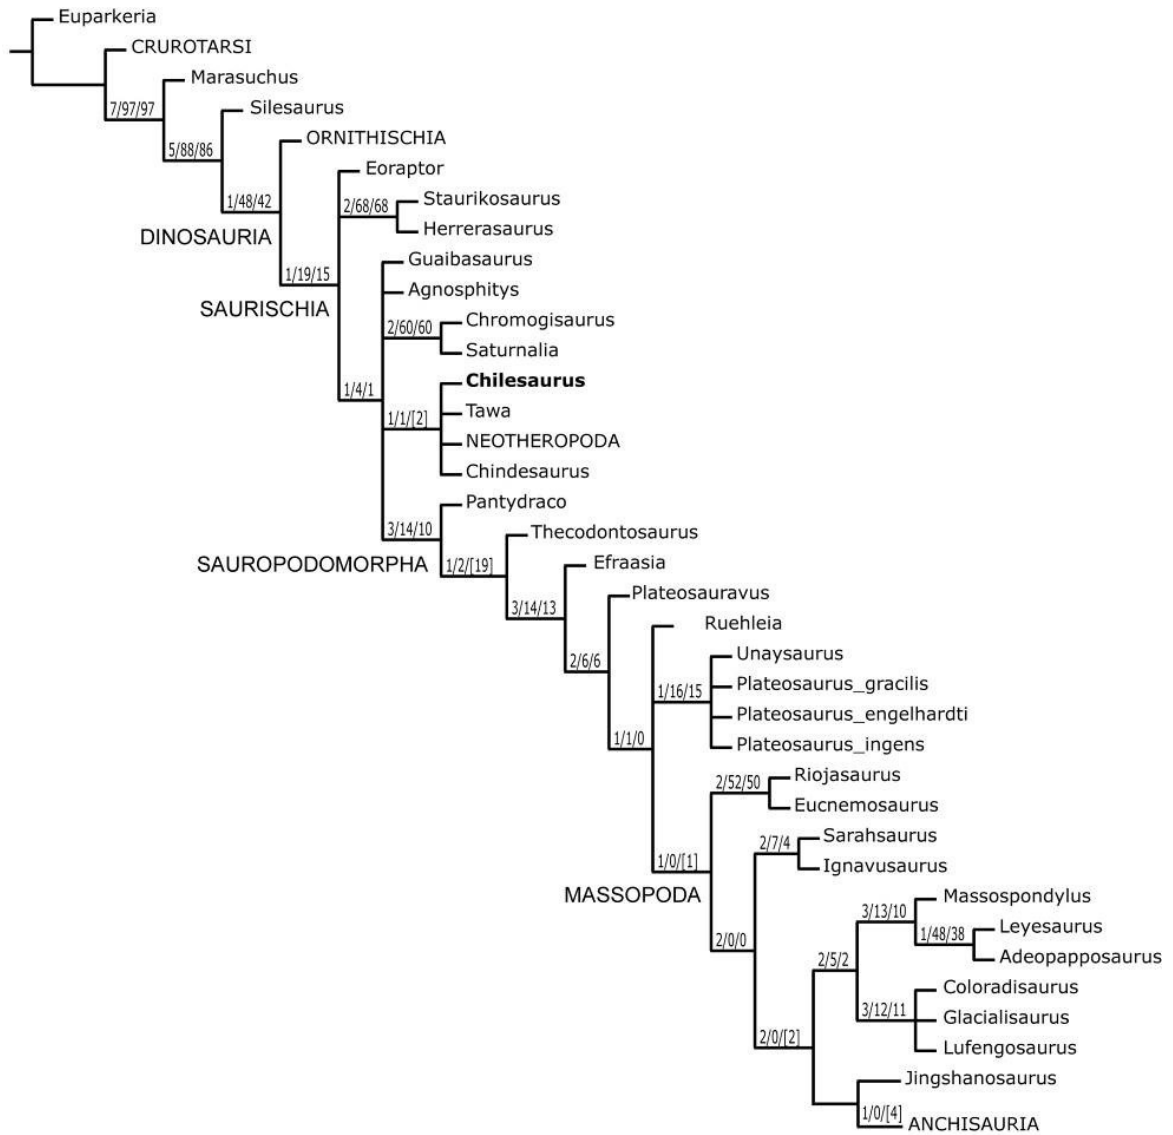 Euparkeria
CRUROTARSI
Marasuchus
7/97/97
Silesaurus
5/88/86
ORNITHISCHIA
Eoraptor
1/48/42
2/68/68
Staurikosaurus
Herrerasaurus
DINOSAURIA
Guaibasaurus
1/19/15
Agnosphitys
SAURISCHIA
Chromogisaurus
2/60/60
Saturnalia
Chilesaurus
1/4/1
Tawa
1/1/[2]
NEOTHEROPODA
Chindesaurus
Pantydraco
3/14/10
Thecodontosaurus
SAUROPODOMORPHA
1/2/[19]
Efraasia
Plateosauravus
3/14/13
Ruehleia
Unaysaurus
2/6/6
Plateosaurus_gracilis
1/16/15
Plateosaurus_engelhardti
1/1/0
Plateosaurus_ingens
Riojasaurus
2/52/50
Eucnemosaurus
Sarahsaurus
2/7/4
1/0/[1]
Ignavusaurus
MASSOPODA
Massospondylus
3/13/10
Leyesaurus
1/48/38
2/0/0
Adeopapposaurus
2/5/2
Coloradisaurus
3/12/11
Glacialisaurus
2/0/[2]
Lufengosaurus
Jingshanosaurus
1/0/[4]
ANCHISAURIA